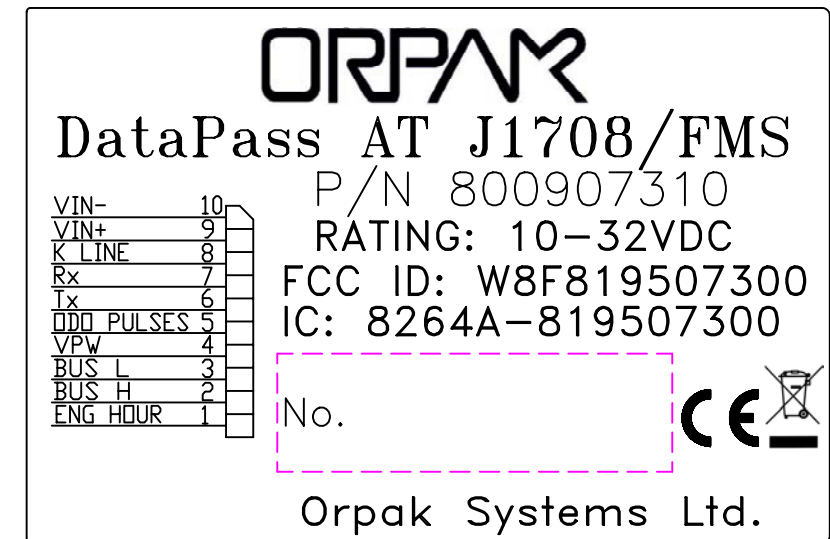 ORPAK
DataPass AT J1708/FMS
P/N 800907310
RATING: 10-32VDC
FCC ID: W8F819507300
IC: 8264A-819507300
VIN- 10
VIN+ 9
K LINE 8
Rx 7
Tx 6
ODO PULSES 5
VPW 4
BUS L 3
BUS H 2
ENG HOUR 1
No.
CE
Orpak Systems Ltd.